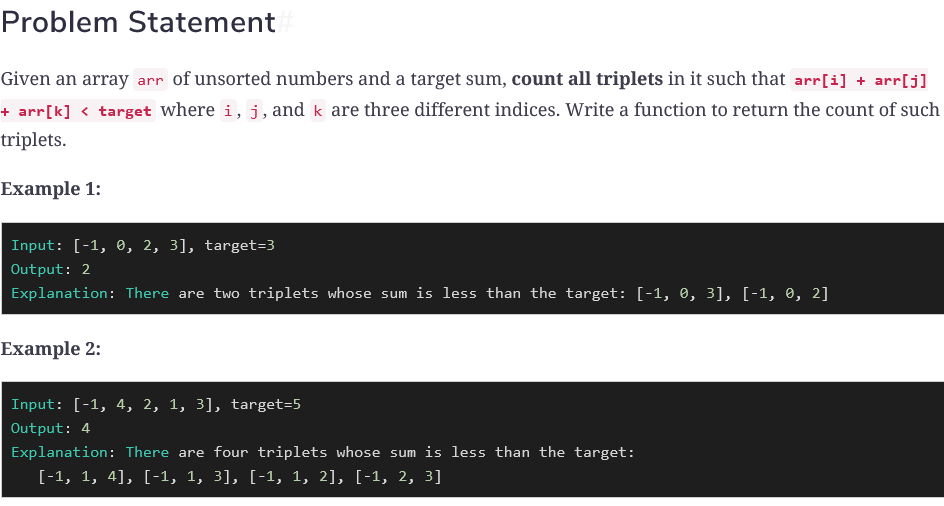 Problem Statement#
Given an array arr of unsorted numbers and a target sum, count all triplets in it such that arr[i] + arr[j]
+ arr[k] < target where i, j, and k are three different indices. Write a function to return the count of such
triplets.
Example 1:
Input: [-1, 0, 2, 3], target=3
Output: 2
Explanation: There are two triplets whose sum is less than the target: [-1, 0, 3], [-1, 0, 2]
Example 2:
Input: [-1, 4, 2, 1, 3], target=5
Output: 4
Explanation: There are four triplets whose sum is less than the target:
[-1, 1, 4], [-1, 1, 3], [-1, 1, 2], [-1, 2, 3]